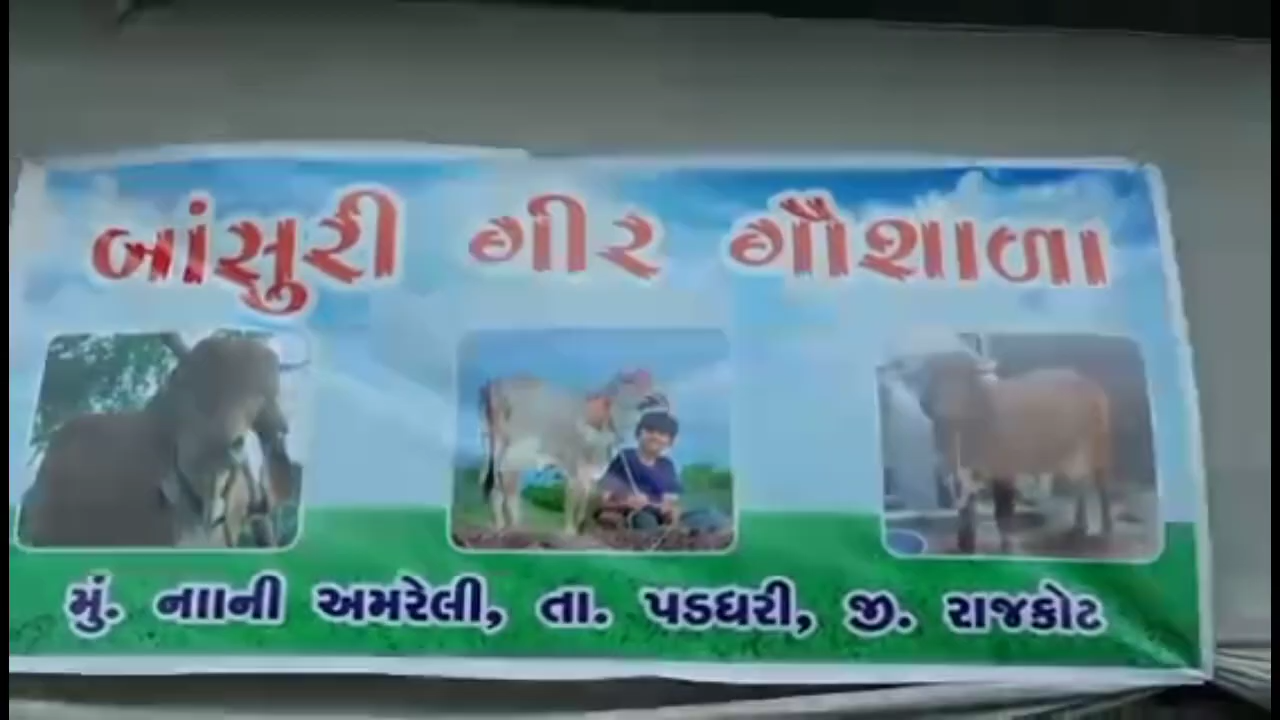 બાંસુરી ગીર ગૌશાળા
મું. નાાની અમરેલી, તા. પડધરી, જી. રાજકોટ